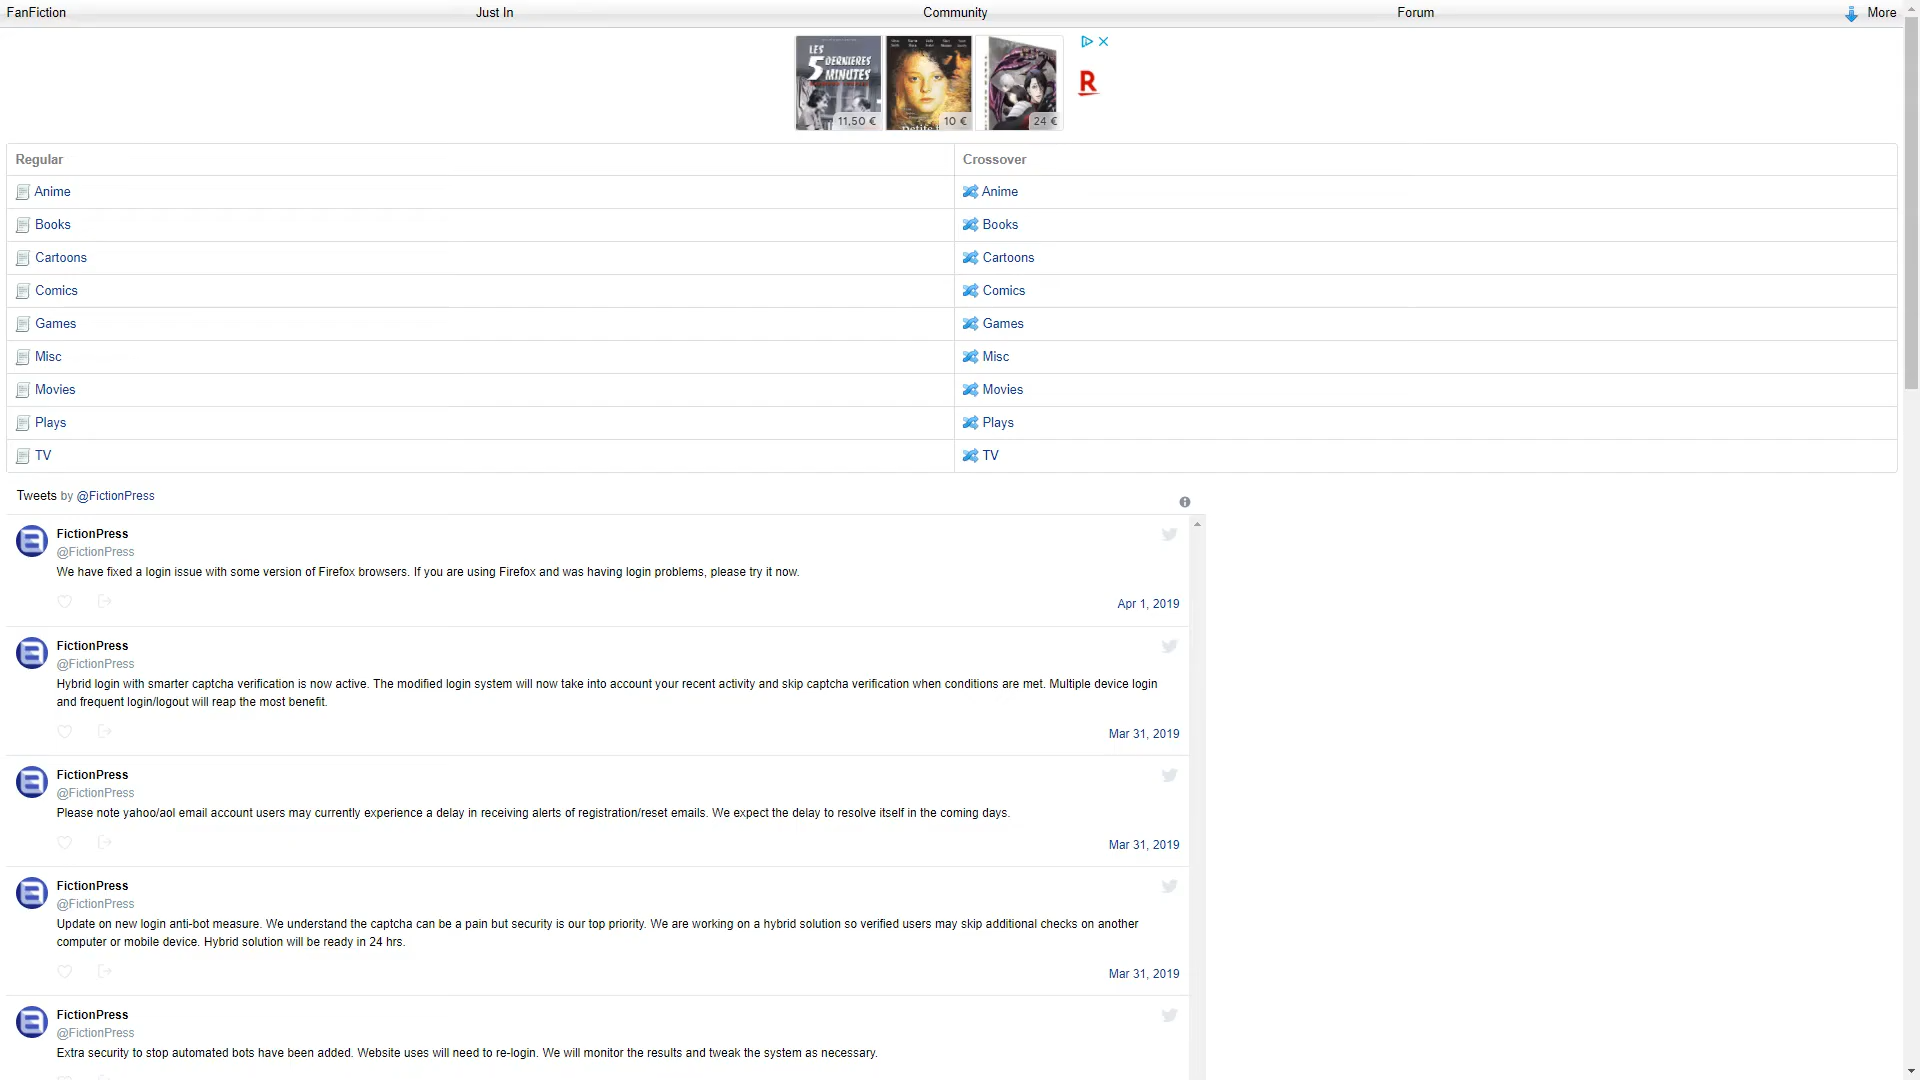 FanFiction Just In Community Forum More
LES
5 DERNIERES
MINUTES
11,50 €
10 €
24 €
R
Regular Crossover
Anime Anime
Books Books
Cartoons Cartoons
Comics Comics
Games Games
Misc Misc
Movies Movies
Plays Plays
TV TV
Tweets by @FictionPress
FictionPress
@FictionPress
We have fixed a login issue with some version of Firefox browsers. If you are using Firefox and was having login problems, please try it now.
Apr 1, 2019
FictionPress
@FictionPress
Hybrid login with smarter captcha verification is now active. The modified login system will now take into account your recent activity and skip captcha verification when conditions are met. Multiple device login
and frequent login/logout will reap the most benefit.
Mar 31, 2019
FictionPress
@FictionPress
Please note yahoo/aol email account users may currently experience a delay in receiving alerts of registration/reset emails. We expect the delay to resolve itself in the coming days.
Mar 31, 2019
FictionPress
@FictionPress
Update on new login anti-bot measure. We understand the captcha can be a pain but security is our top priority. We are working on a hybrid solution so verified users may skip additional checks on another
computer or mobile device. Hybrid solution will be ready in 24 hrs.
Mar 31, 2019
FictionPress
@FictionPress
Extra security to stop automated bots have been added. Website uses will need to re-login. We will monitor the results and tweak the system as necessary.